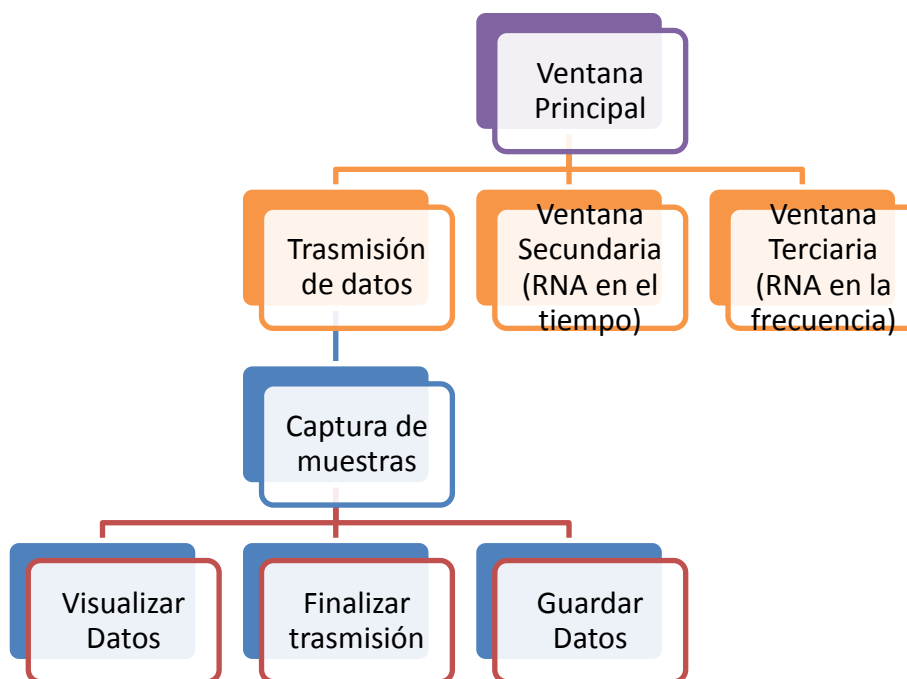 Ventana
Principal
Trasmisión
de datos
Ventana
Secundaria
(RNA en el
tiempo)
Ventana
Terciaria
(RNA en la
frecuencia)
Captura de
muestras
Visualizar
Datos
Finalizar
trasmisión
Guardar
Datos